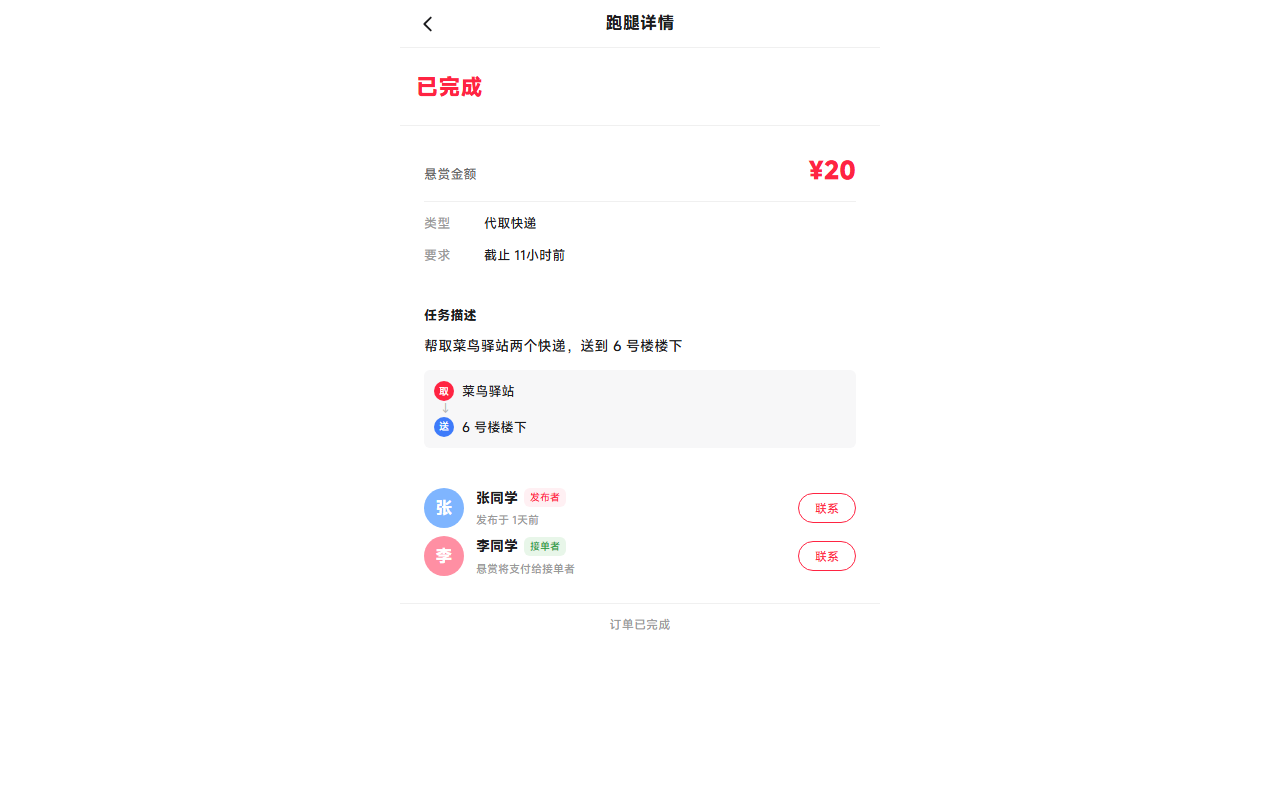 跑腿详情
已完成
悬赏金额 ¥20
类型 代取快递
要求 截止 11小时前
任务描述
帮取菜鸟驿站两个快递，送到 6 号楼楼下
取 菜鸟驿站
↓
送 6 号楼楼下
张 张同学 发布者 联系
发布于 1天前
李 李同学 接单者 联系
悬赏将支付给接单者
订单已完成